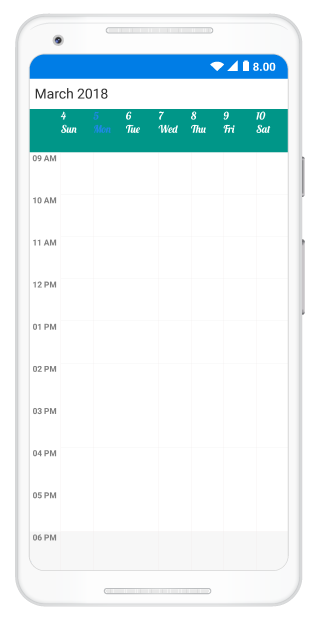 8.00
March 2018
4 5 6 7 8 9 10
Sun Mon Tue Wed Thu Fri Sat
09 AM
10 AM
11 AM
12 PM
01 PM
02 PM
03 PM
04 PM
05 PM
06 PM